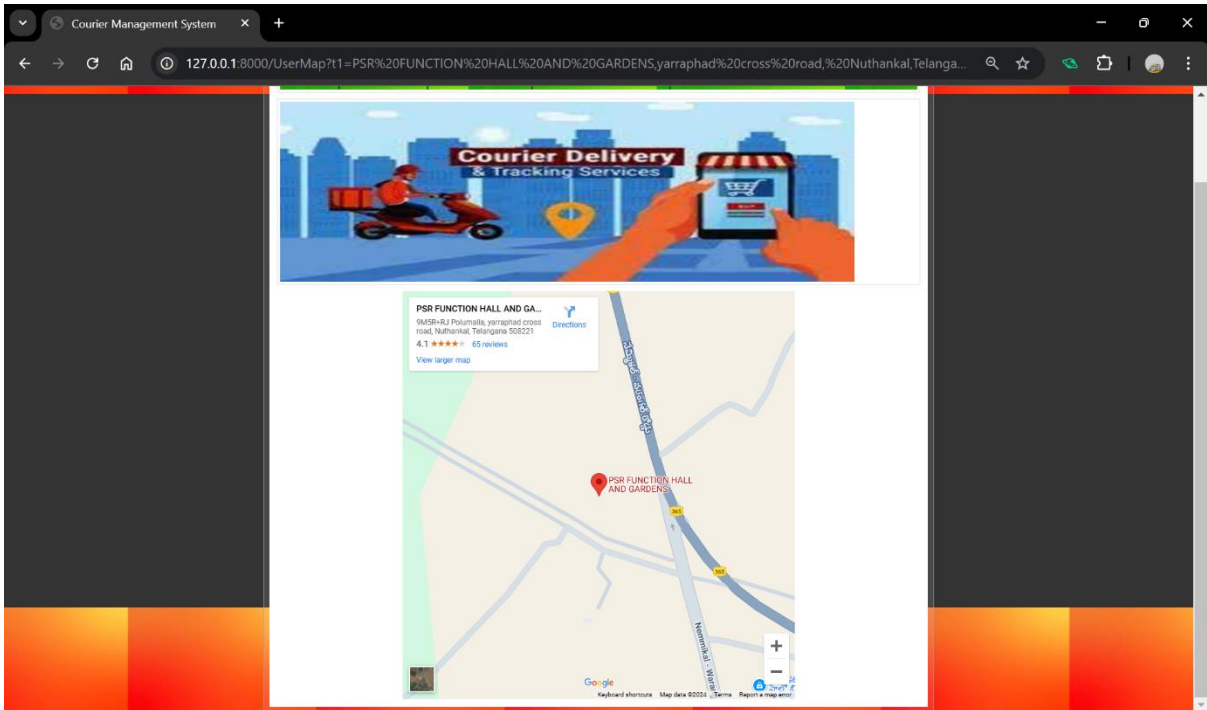 Courier Management System
127.0.0.1:8000/UserMap?t1=PSR%20FUNCTION%20HALL%20AND%20GARDENS,yarraphad%20cross%20road,%20Nuthankal,Telanga...
Courier Delivery
& Tracking Services
PSR FUNCTION HALL AND GA...
Directions
9M5R+RJ Polumalla, yarraphad cross
road, Nuthankal, Telangana 508221
4.1 65 reviews
View larger map
PSR FUNCTION HALL
AND GARDENS
365
365
Nemmikal - Waran
Google
Keyboard shortcuts Map data ©2024 Terms Report a map error